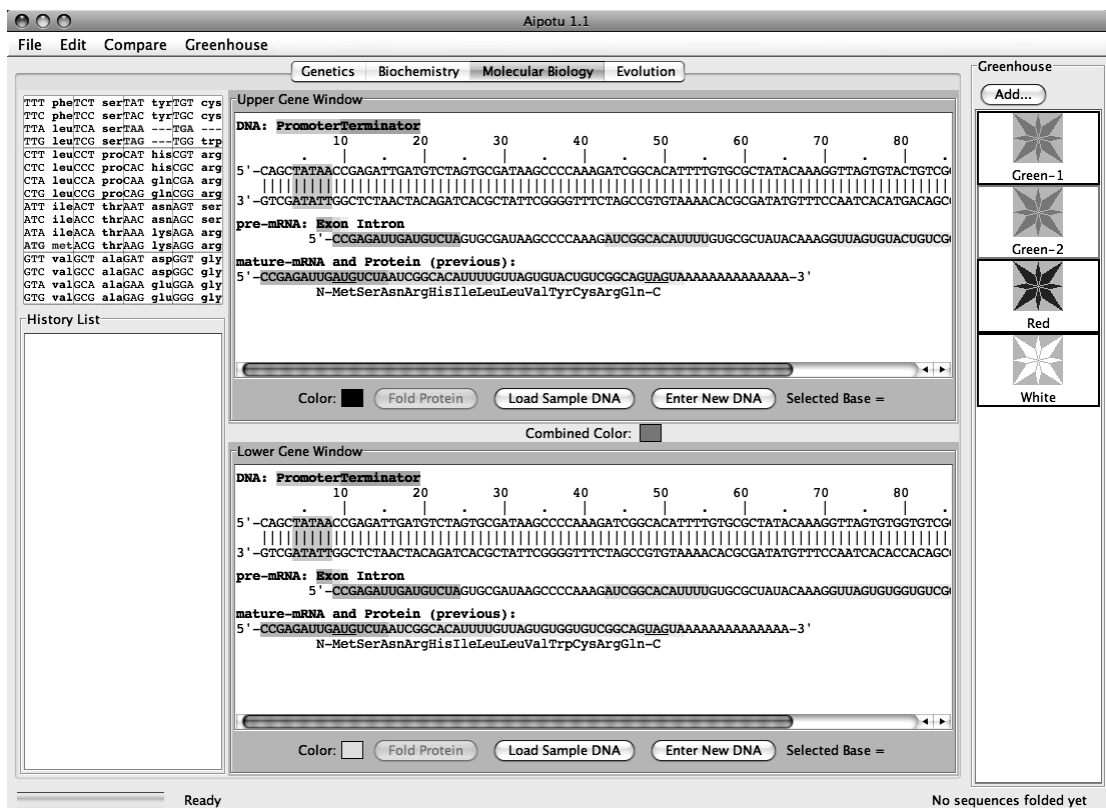 Aipotu 1.1
File Edit Compare Greenhouse
Genetics Biochemistry Molecular Biology Evolution
TTT pheTCT serTAT tyrTGT cys
TTC pheTCC serTAC tyrTGC cys
TTA leuTCA serTAA ---TGA ---
TTG leuTCG serTAG ---TGG trp
CTT leuCCT proCAT hisCGT arg
CTC leuCCC proCAC hisCGC arg
CTA leuCCA proCAA glnCGA arg
CTG leuCCG proCAG glnCGG arg
ATT ileACT thrAAT asnAGT ser
ATC ileACC thrAAC asnAGC ser
ATA ileACA thrAAA lysAGA arg
ATG metACG thrAAG lysAGG arg
GTT valGCT alaGAT aspGGT gly
GTC valGCC alaGAC aspGGC gly
GTA valGCA alaGAA gluGGA gly
GTG valGCG alaGAG gluGGG gly
History List
Upper Gene Window
DNA: PromoterTerminator
10 20 30 40 50 60 70 80
5'-CAGCTATAACCGAGATTGATGTCTAGTGCGATAAGCCCCAAAGATCGGCACATTTTGTGCGCTATACAAAGGTTAGTGTACTGTCG
3'-GTCGATATTGGCTCTAACTACAGATCACGCTATTCGGGGTTTCTAGCCGTGTAAAACACGCGATATGTTTCCAATCACATGACAGC
pre-mRNA: Exon Intron
5'-CCGAGAUUGAUGUCUAGUGCGAUAAGCCCCAAAGAUCGGCACAUUUUGUGCGCUAUACAAAGGUUAGUGUACUGUCG
mature-mRNA and Protein (previous):
5'-CCGAGAUUGAUGUCUAAUCGGCACAUUUUGUUAGUGUACUGUCGGCAGUAGUAAAAAAAAAAAAAA-3'
N-MetSerAsnArgHisIleLeuLeuValTyrCysArgGln-C
Color: Fold Protein Load Sample DNA Enter New DNA Selected Base =
Combined Color:
Lower Gene Window
DNA: PromoterTerminator
10 20 30 40 50 60 70 80
5'-CAGCTATAACCGAGATTGATGTCTAGTGCGATAAGCCCCAAAGATCGGCACATTTTGTGCGCTATACAAAGGTTAGTGTGGTGTCG
3'-GTCGATATTGGCTCTAACTACAGATCACGCTATTCGGGGTTTCTAGCCGTGTAAAACACGCGATATGTTTCCAATCACACCACAGC
pre-mRNA: Exon Intron
5'-CCGAGAUUGAUGUCUAGUGCGAUAAGCCCCAAAGAUCGGCACAUUUUGUGCGCUAUACAAAGGUUAGUGUGGUGUCG
mature-mRNA and Protein (previous):
5'-CCGAGAUUGAUGUCUAAUCGGCACAUUUUGUUAGUGUGGUGUCGGCAGUAGUAAAAAAAAAAAAAA-3'
N-MetSerAsnArgHisIleLeuLeuValTrpCysArgGln-C
Color: Fold Protein Load Sample DNA Enter New DNA Selected Base =
Greenhouse
Add...
Green-1
Green-2
Red
White
Ready
No sequences folded yet